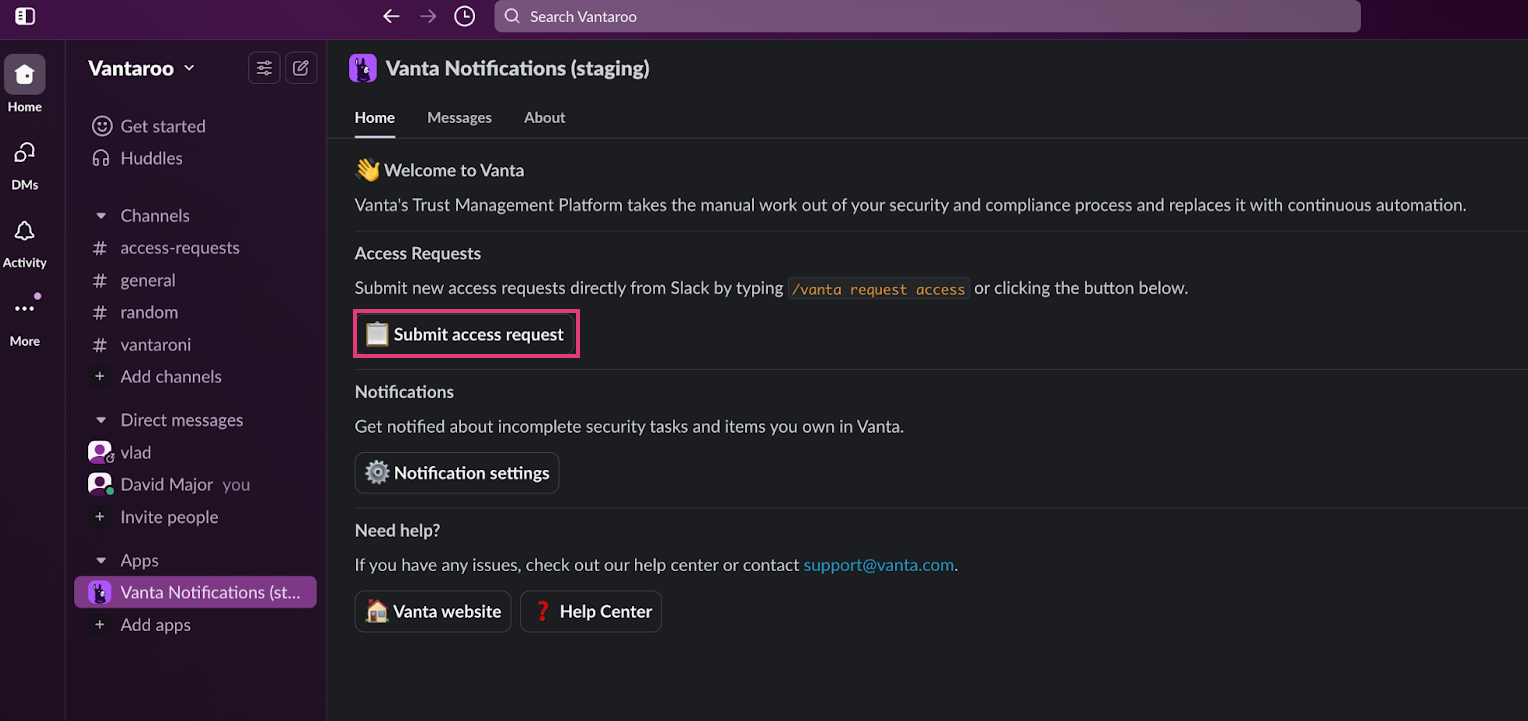 Search Vantaroo
Home
DMs
Activity
More
Vantaroo
Get started
Huddles
Channels
# access-requests
# general
# random
# vantaroni
+ Add channels
Direct messages
vlad
David Major you
+ Invite people
Apps
Vanta Notifications (st...
+ Add apps
Vanta Notifications (staging)
Home Messages About
👋 Welcome to Vanta
Vanta's Trust Management Platform takes the manual work out of your security and compliance process and replaces it with continuous automation.
Access Requests
Submit new access requests directly from Slack by typing /vanta request access or clicking the button below.
📋 Submit access request
Notifications
Get notified about incomplete security tasks and items you own in Vanta.
⚙️ Notification settings
Need help?
If you have any issues, check out our help center or contact support@vanta.com.
🏠 Vanta website ❓ Help Center